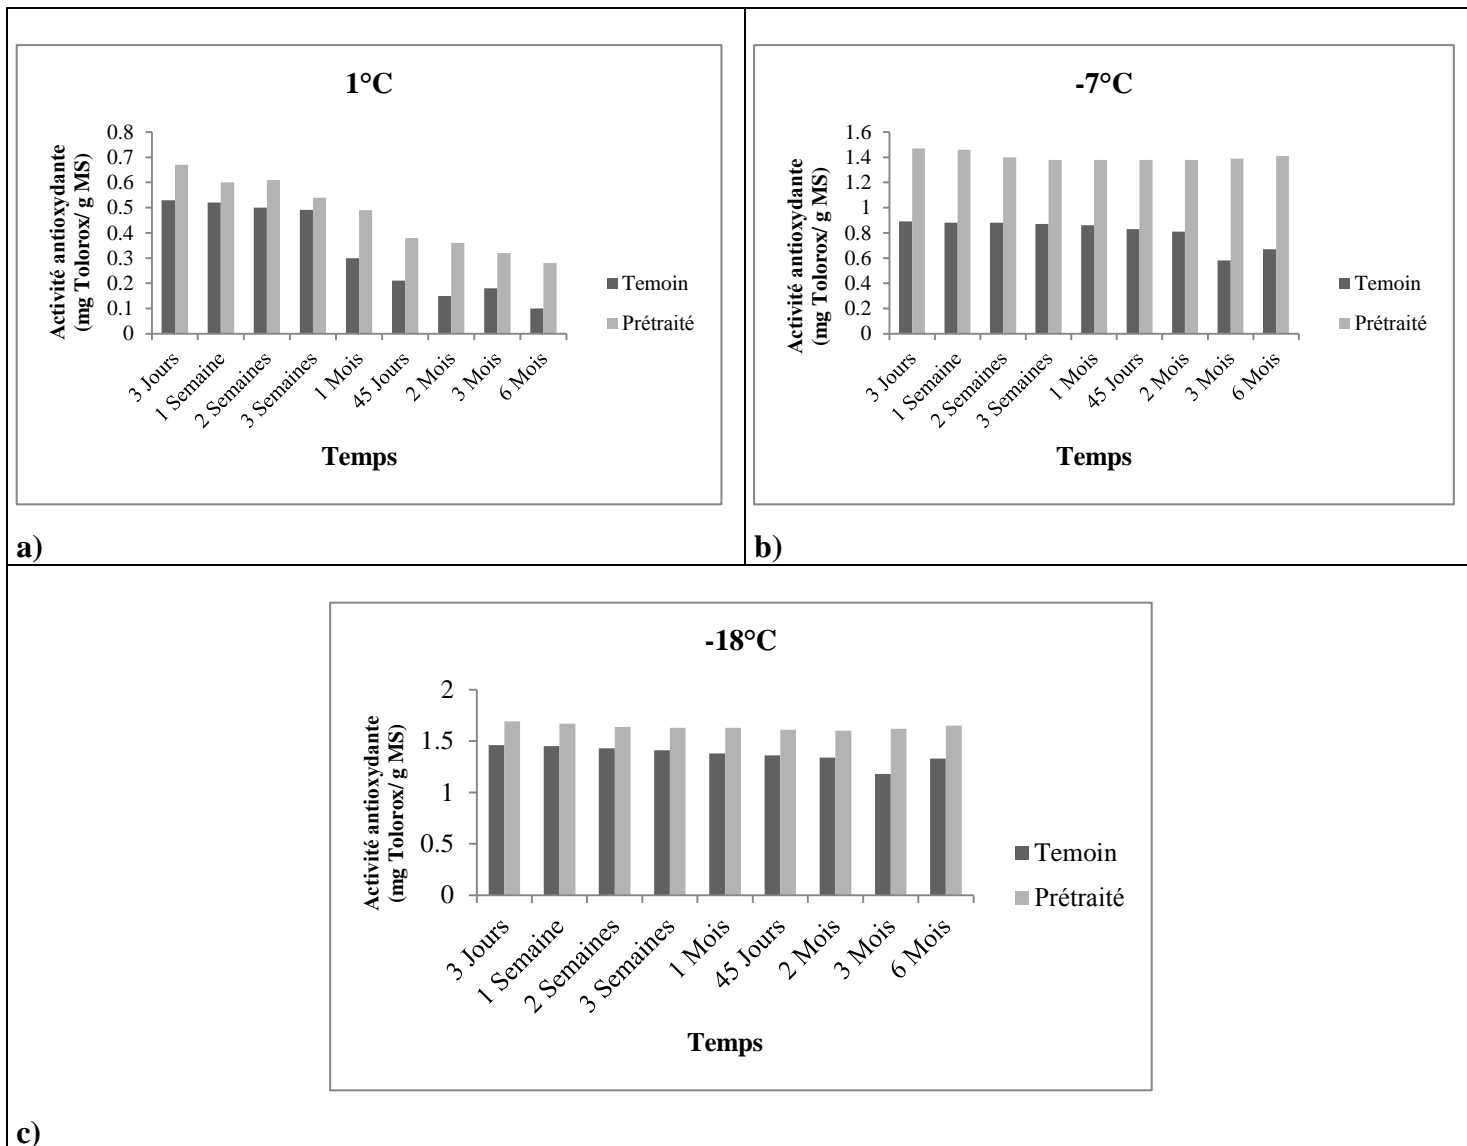 1°C
Activité antioxydante
(mg Tolorox/ g MS)
0.8
0.7
0.6
0.5
0.4
0.3
0.2
0.1
0
3 Jours
1 Semaine
2 Semaines
3 Semaines
1 Mois
45 Jours
2 Mois
3 Mois
6 Mois
Temps
Temoin
Prétraité
a)
-7°C
Activité antioxydante
(mg Tolorox/ g MS)
1.6
1.4
1.2
1
0.8
0.6
0.4
0.2
0
3 Jours
1 Semaine
2 Semaines
3 Semaines
1 Mois
45 Jours
2 Mois
3 Mois
6 Mois
Temps
Temoin
Prétraité
b)
-18°C
Activité antioxydante
(mg Tolorox/ g MS)
2
1.5
1
0.5
0
3 Jours
1 Semaine
2 Semaines
3 Semaines
1 Mois
45 Jours
2 Mois
3 Mois
6 Mois
Temps
Temoin
Prétraité
c)